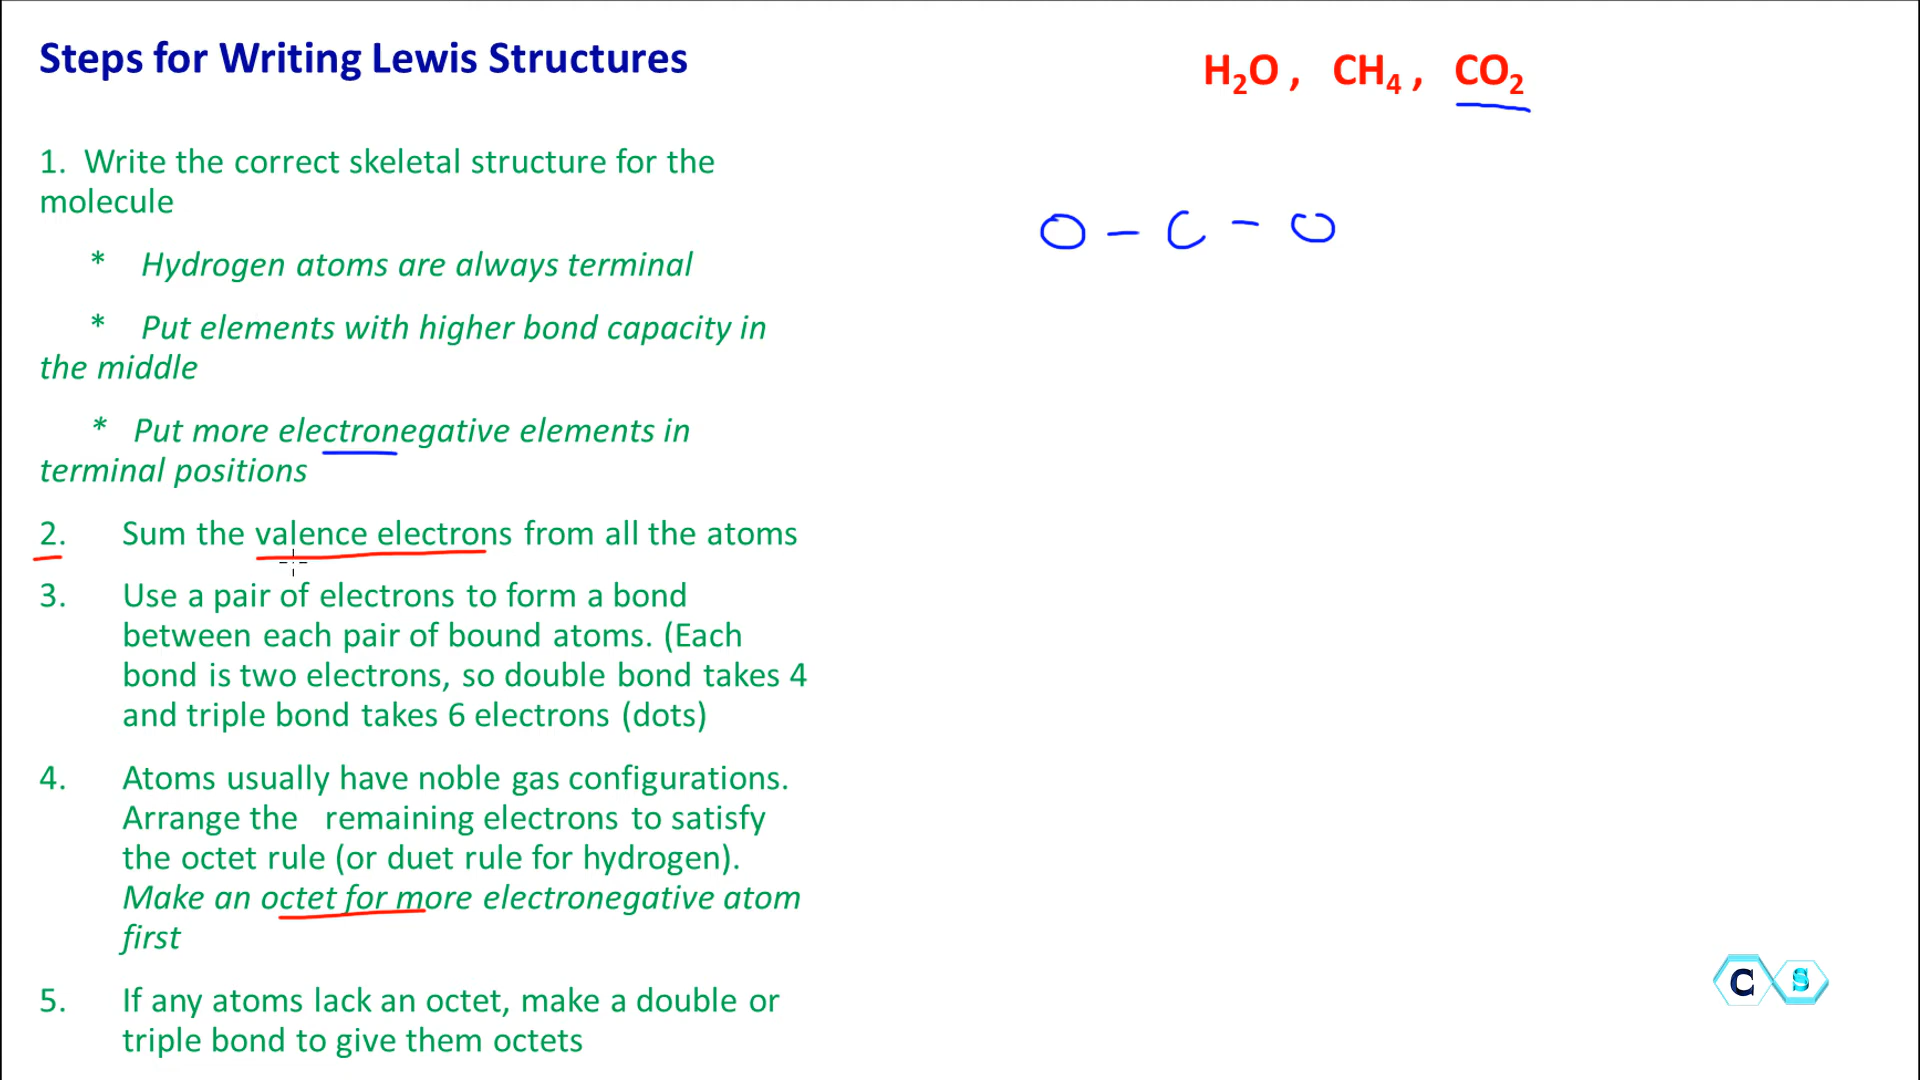 Steps for Writing Lewis Structures
H₂O , CH₄ , CO₂
1. Write the correct skeletal structure for the
molecule
* Hydrogen atoms are always terminal
* Put elements with higher bond capacity in
the middle
* Put more electronegative elements in
terminal positions
2. Sum the valence electrons from all the atoms
3. Use a pair of electrons to form a bond
between each pair of bound atoms. (Each
bond is two electrons, so double bond takes 4
and triple bond takes 6 electrons (dots)
4. Atoms usually have noble gas configurations.
Arrange the remaining electrons to satisfy
the octet rule (or duet rule for hydrogen).
Make an octet for more electronegative atom
first
5. If any atoms lack an octet, make a double or
triple bond to give them octets
O – C – O
C S